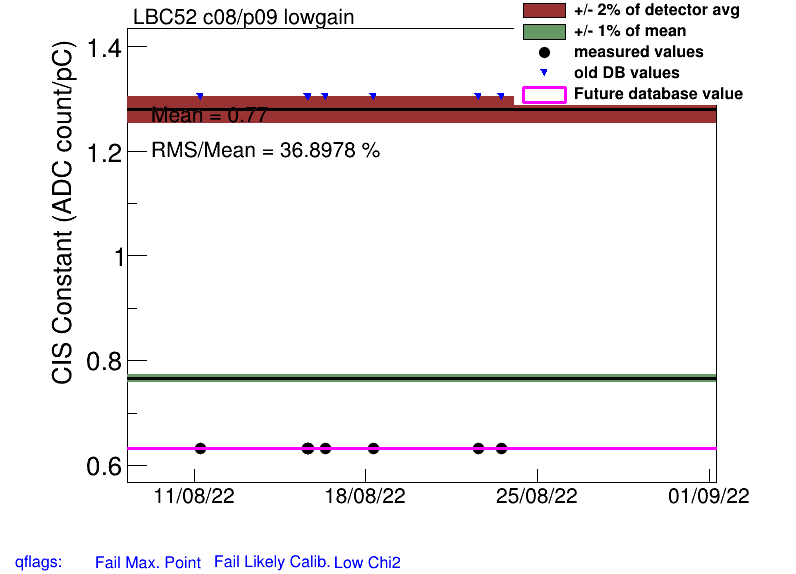 LBC52 c08/p09 lowgain
+/- 2% of detector avg
+/- 1% of mean
measured values
old DB values
Future database value
CIS Constant (ADC count/pC)
1.4
1.2
1
0.8
0.6
Mean = 0.77
RMS/Mean = 36.8978 %
11/08/22 18/08/22 25/08/22 01/09/22
qflags: Fail Max. Point Fail Likely Calib. Low Chi2